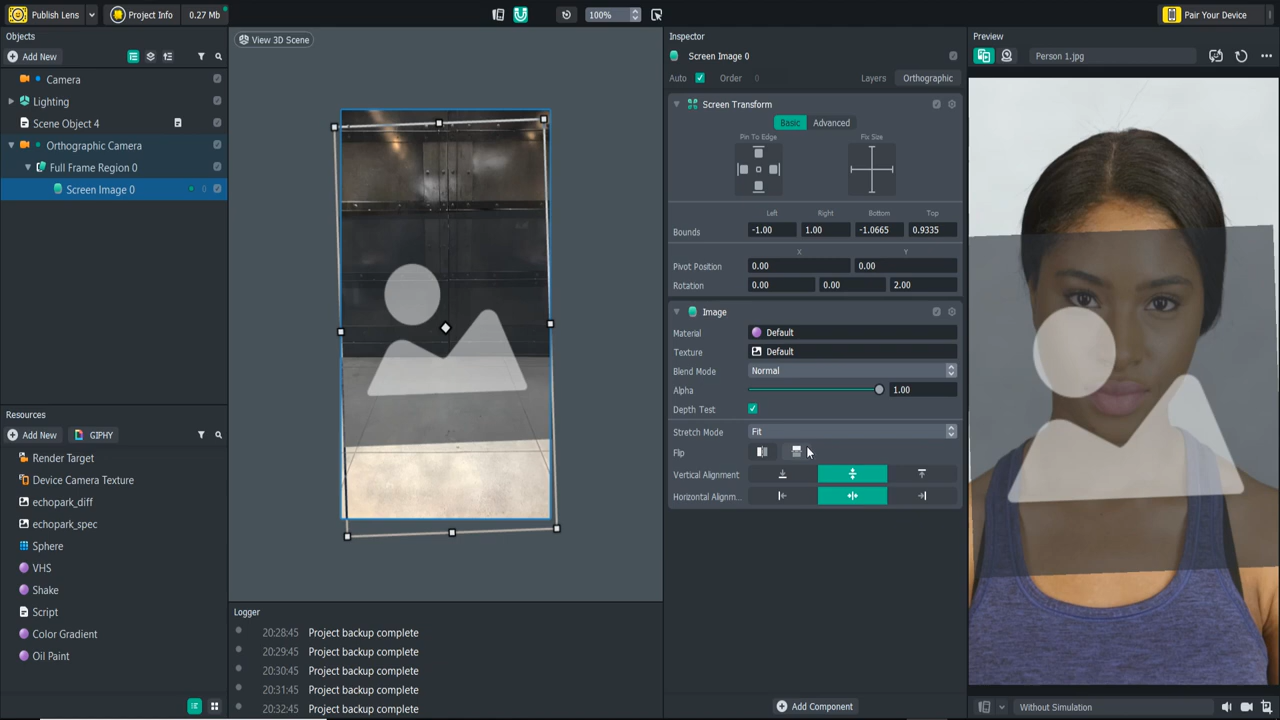 Publish Lens
Project Info
0.27 Mb
100%
Pair Your Device
Objects
Add New
Camera
Lighting
Scene Object 4
Orthographic Camera
Full Frame Region 0
Screen Image 0
0
Resources
Add New
GIPHY
Render Target
Device Camera Texture
echopark_diff
echopark_spec
Sphere
VHS
Shake
Script
Color Gradient
Oil Paint
View 3D Scene
Logger
20:28:45 Project backup complete
20:29:45 Project backup complete
20:30:45 Project backup complete
20:31:45 Project backup complete
20:32:45 Project backup complete
Inspector
Screen Image 0
Auto Order 0 Layers Orthographic
Screen Transform
Basic Advanced
Pin To Edge Fix Size
Left Right Bottom Top
Bounds -1.00 1.00 -1.0665 0.9335
X Y
Pivot Position 0.00 0.00
Rotation 0.00 0.00 2.00
Image
Material Default
Texture Default
Blend Mode Normal
Alpha 1.00
Depth Test
Stretch Mode Fit
Flip
Vertical Alignment
Horizontal Alignm...
Add Component
Preview
Person 1.jpg
Without Simulation